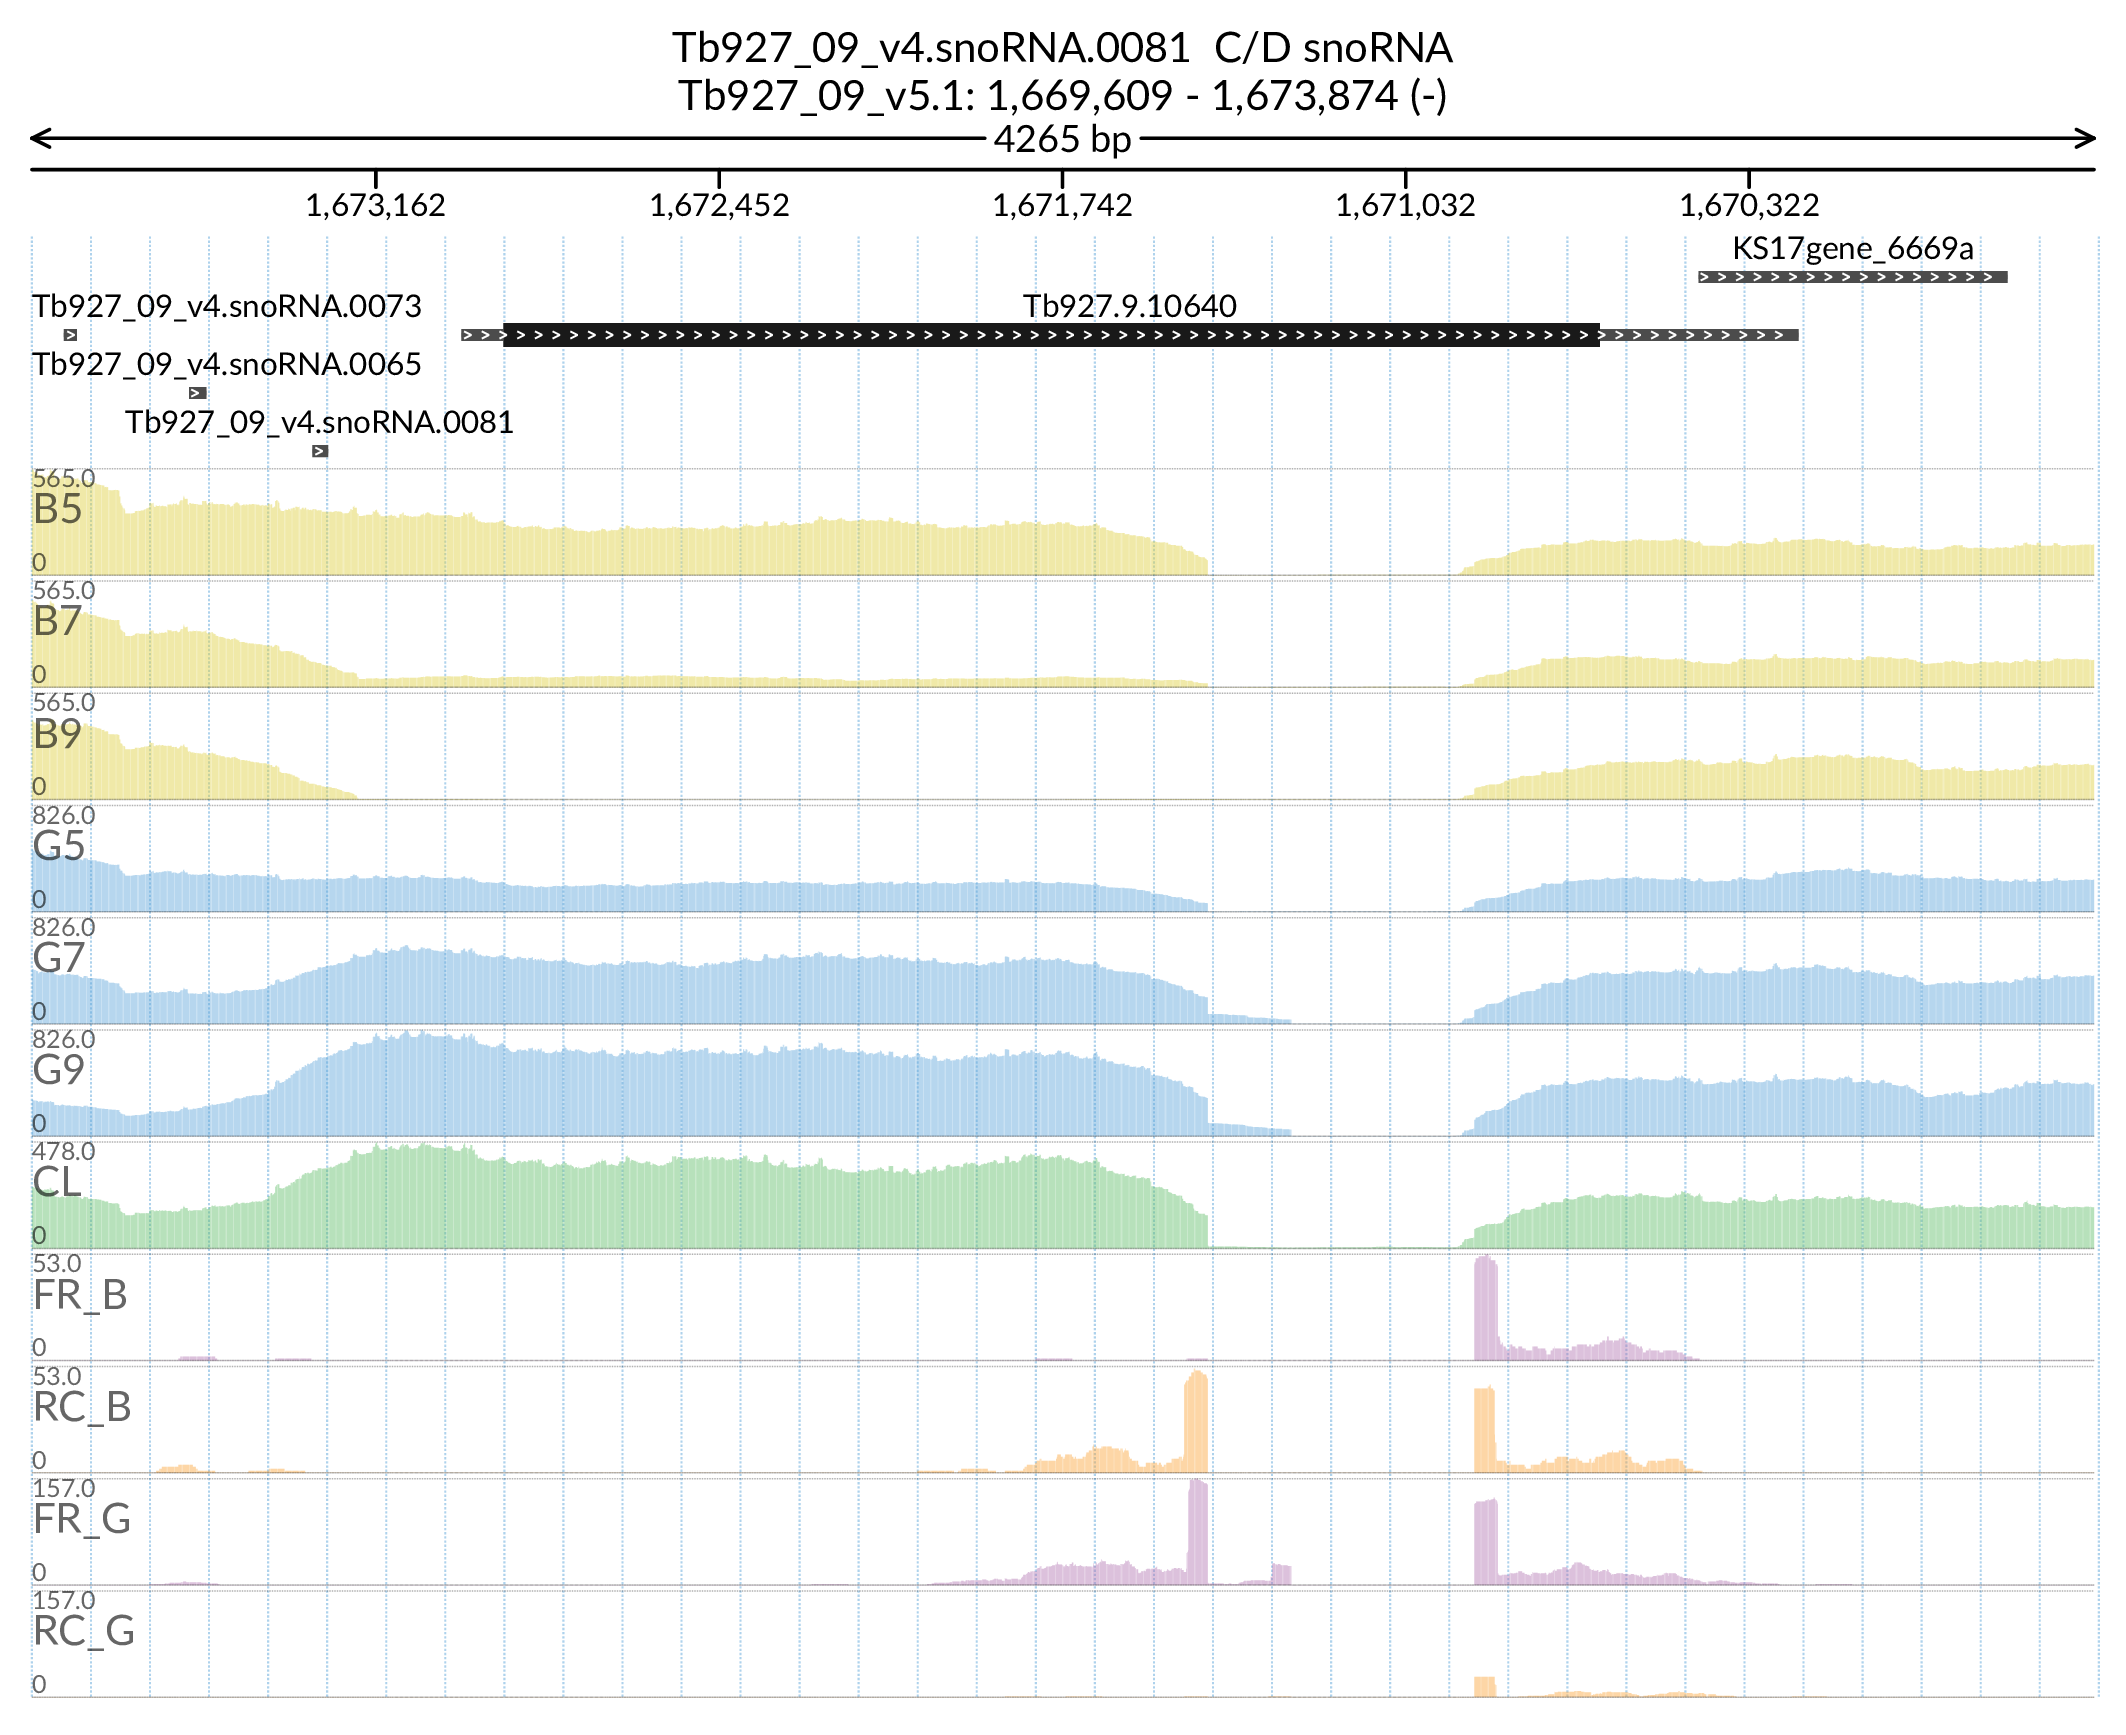 Tb927_09_v4.snoRNA.0081 C/D snoRNA
Tb927_09_v5.1: 1,669,609 - 1,673,874 (-)
4265 bp
1,673,162 1,672,452 1,671,742 1,671,032 1,670,322
KS17gene_6669a
Tb927_09_v4.snoRNA.0073 Tb927.9.10640
Tb927_09_v4.snoRNA.0065
Tb927_09_v4.snoRNA.0081
565.0
B5
0
565.0
B7
0
565.0
B9
0
826.0
G5
0
826.0
G7
0
826.0
G9
0
478.0
CL
0
53.0
FR_B
0
53.0
RC_B
0
157.0
FR_G
0
157.0
RC_G
0